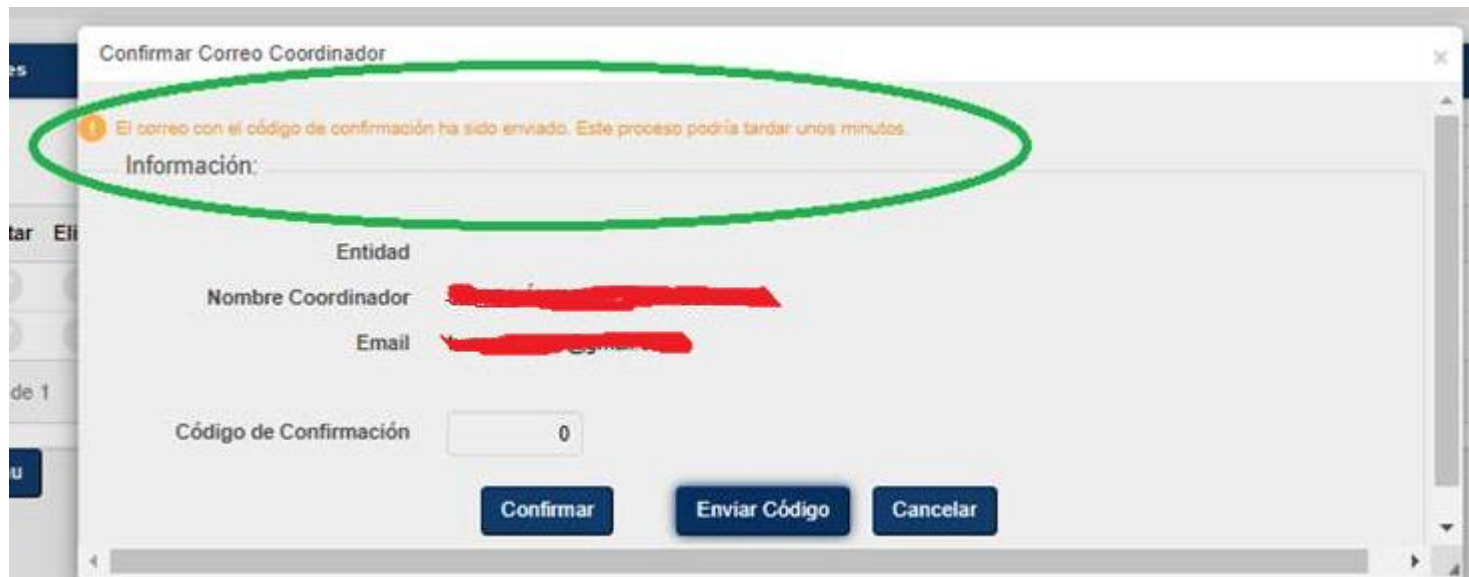 Confirmar Correo Coordinador
es
El correo con el código de confirmación ha sido enviado. Este proceso podría tardar unos minutos.
Información:
tar Eli
Entidad
Nombre Coordinador
Email
de 1
Código de Confirmación 0
u
Confirmar Enviar Código Cancelar